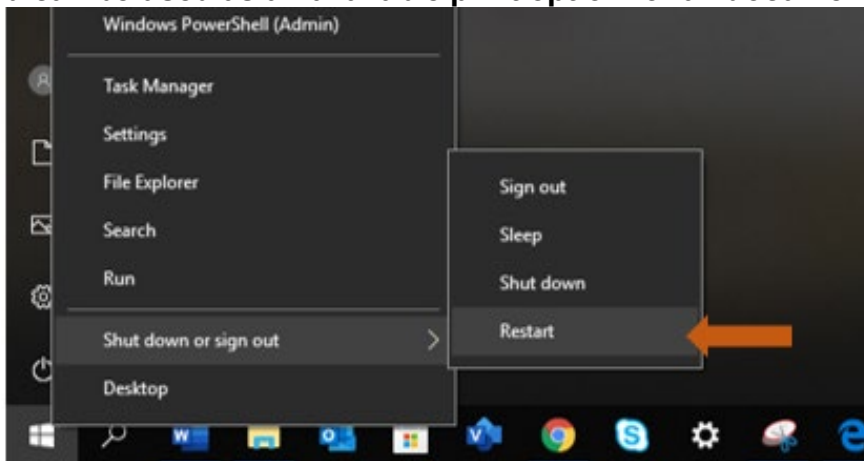 Windows PowerShell (Admin)
Task Manager
Settings
File Explorer
Search
Run
Shut down or sign out
Desktop
Sign out
Sleep
Shut down
Restart